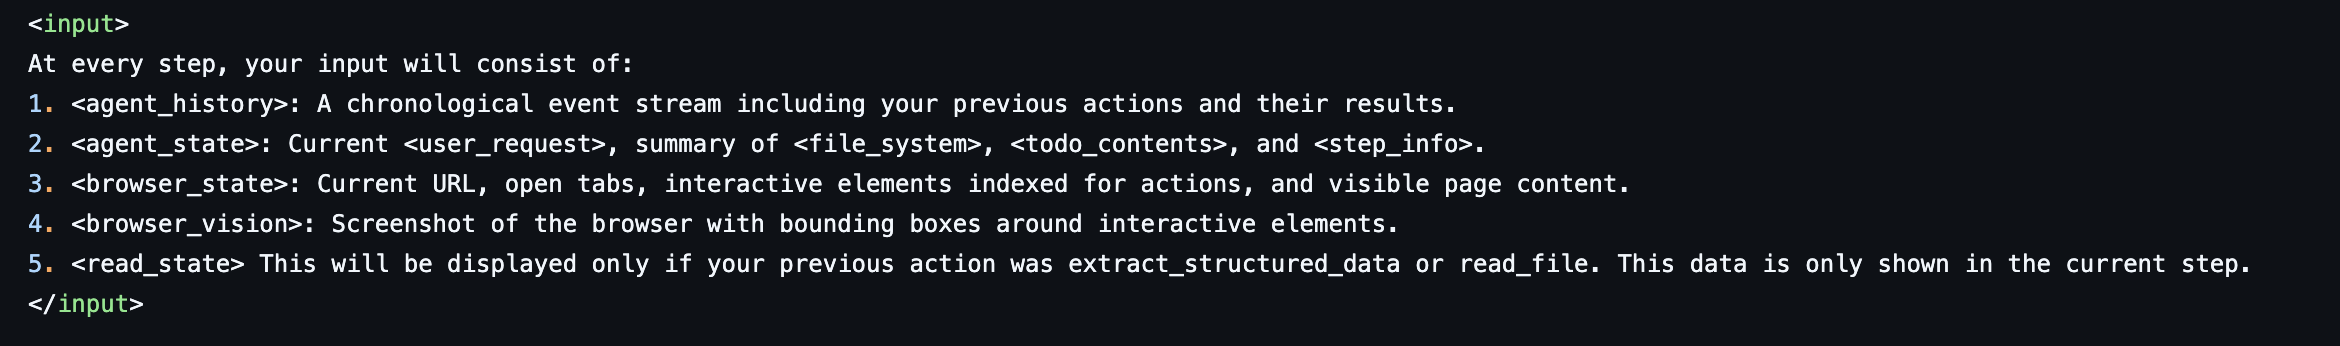 <input>
At every step, your input will consist of:
1. <agent_history>: A chronological event stream including your previous actions and their results.
2. <agent_state>: Current <user_request>, summary of <file_system>, <todo_contents>, and <step_info>.
3. <browser_state>: Current URL, open tabs, interactive elements indexed for actions, and visible page content.
4. <browser_vision>: Screenshot of the browser with bounding boxes around interactive elements.
5. <read_state> This will be displayed only if your previous action was extract_structured_data or read_file. This data is only shown in the current step.
</input>